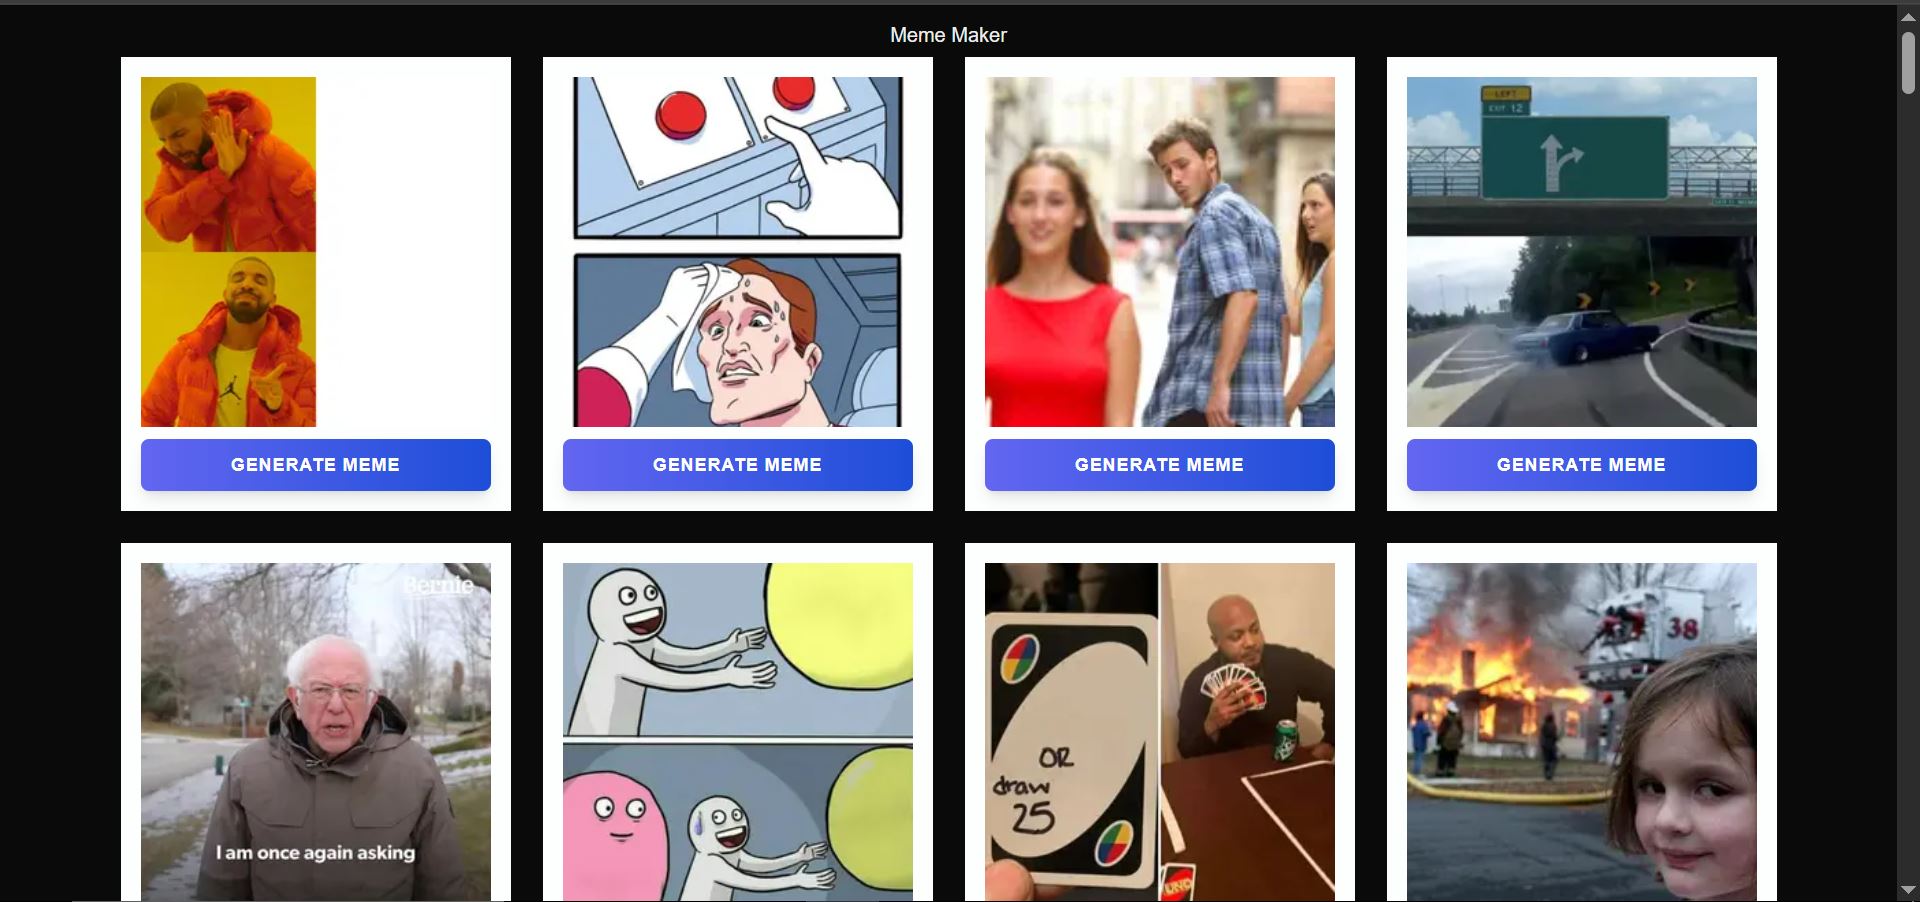 Meme Maker
LEFT
EXIT 12
GENERATE MEME
GENERATE MEME
GENERATE MEME
GENERATE MEME
Bernie
I am once again asking
OR
draw
25
UNO
38